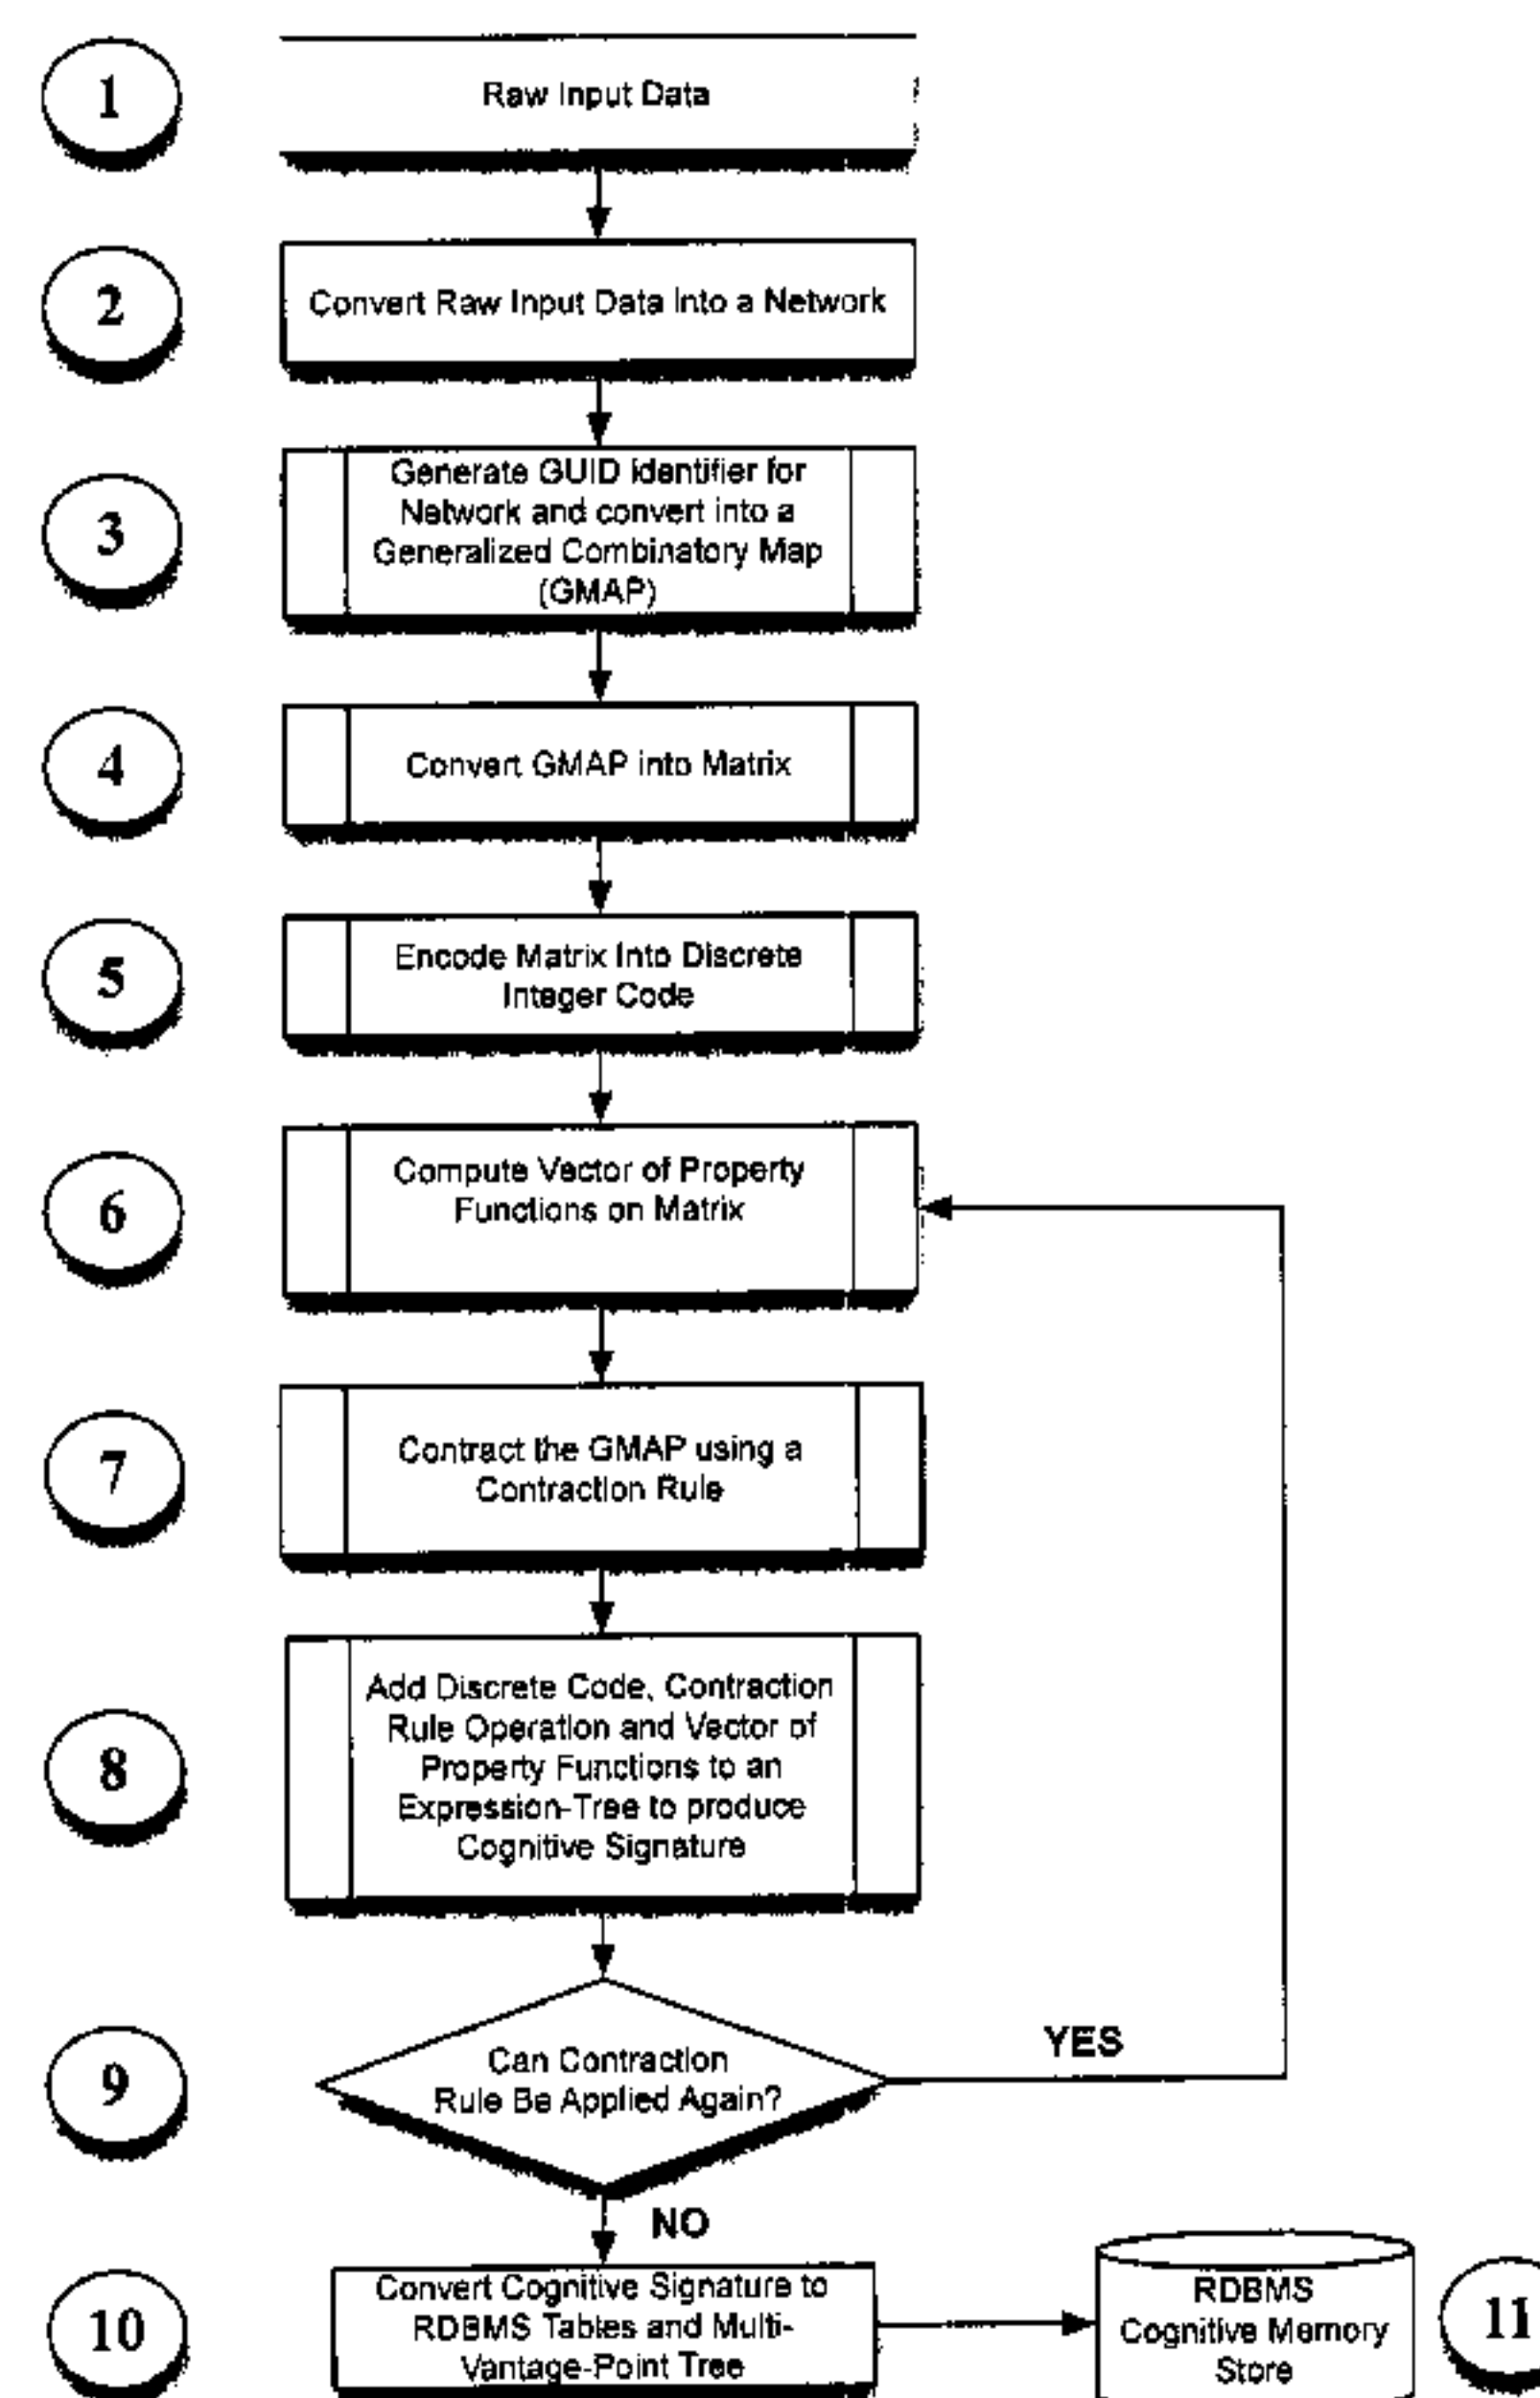 1
Raw Input Data
2
Convert Raw Input Data into a Network
3
Generate GUID Identifier for
Network and convert into a
Generalized Combinatory Map
(GMAP)
4
Convert GMAP into Matrix
5
Encode Matrix Into Discrete
Integer Code
6
Compute Vector of Property
Functions on Matrix
7
Contract the GMAP using a
Contraction Rule
8
Add Discrete Code, Contraction
Rule Operation and Vector of
Property Functions to an
Expression-Tree to produce
Cognitive Signature
9
Can Contraction
Rule Be Applied Again?
YES
NO
10
Convert Cognitive Signature to
RDBMS Tables and Multi-
Vantage-Point Tree
RDBMS
Cognitive Memory
Store
11